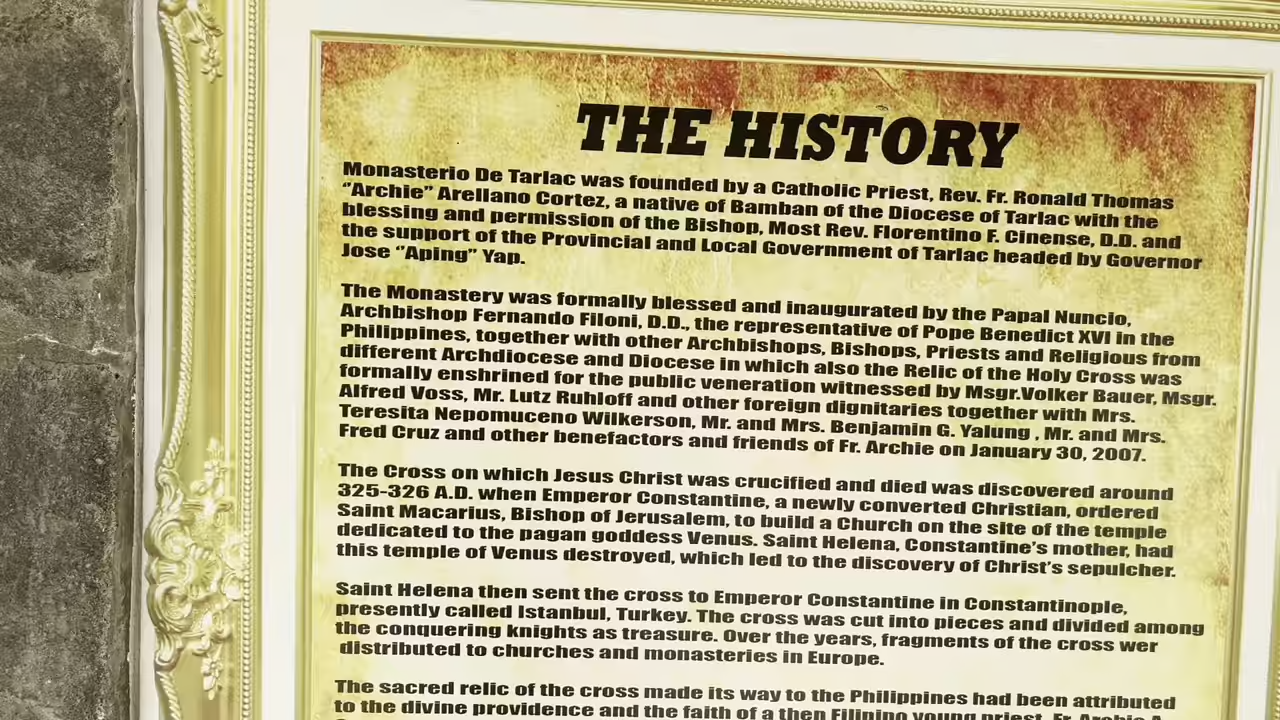 THE HISTORY
Monasterio De Tarlac was founded by a Catholic Priest, Rev. Fr. Ronald Thomas
"Archie" Arellano Cortez, a native of Bamban of the Diocese of Tarlac with the
blessing and permission of the Bishop, Most Rev. Florentino F. Cinense, D.D. and
the support of the Provincial and Local Government of Tarlac headed by Governor
Jose "Aping" Yap.
The Monastery was formally blessed and inaugurated by the Papal Nuncio,
Archbishop Fernando Filoni, D.D., the representative of Pope Benedict XVI in the
Philippines, together with other Archbishops, Bishops, Priests and Religious from
different Archdiocese and Diocese in which also the Relic of the Holy Cross was
formally enshrined for the public veneration witnessed by Msgr.Volker Bauer, Msgr.
Alfred Voss, Mr. Lutz Ruhloff and other foreign dignitaries together with Mrs.
Teresita Nepomuceno Wilkerson, Mr. and Mrs. Benjamin G. Yalung , Mr. and Mrs.
Fred Cruz and other benefactors and friends of Fr. Archie on January 30, 2007.
The Cross on which Jesus Christ was crucified and died was discovered around
325-326 A.D. when Emperor Constantine, a newly converted Christian, ordered
Saint Macarius, Bishop of Jerusalem, to build a Church on the site of the temple
dedicated to the pagan goddess Venus. Saint Helena, Constantine's mother, had
this temple of Venus destroyed, which led to the discovery of Christ's sepulcher.
Saint Helena then sent the cross to Emperor Constantine in Constantinople,
presently called Istanbul, Turkey. The cross was cut into pieces and divided among
the conquering knights as treasure. Over the years, fragments of the cross wer
distributed to churches and monasteries in Europe.
The sacred relic of the cross made its way to the Philippines had been attributed
to the divine providence and the faith of a then Filipino young priest, Fr. Archie